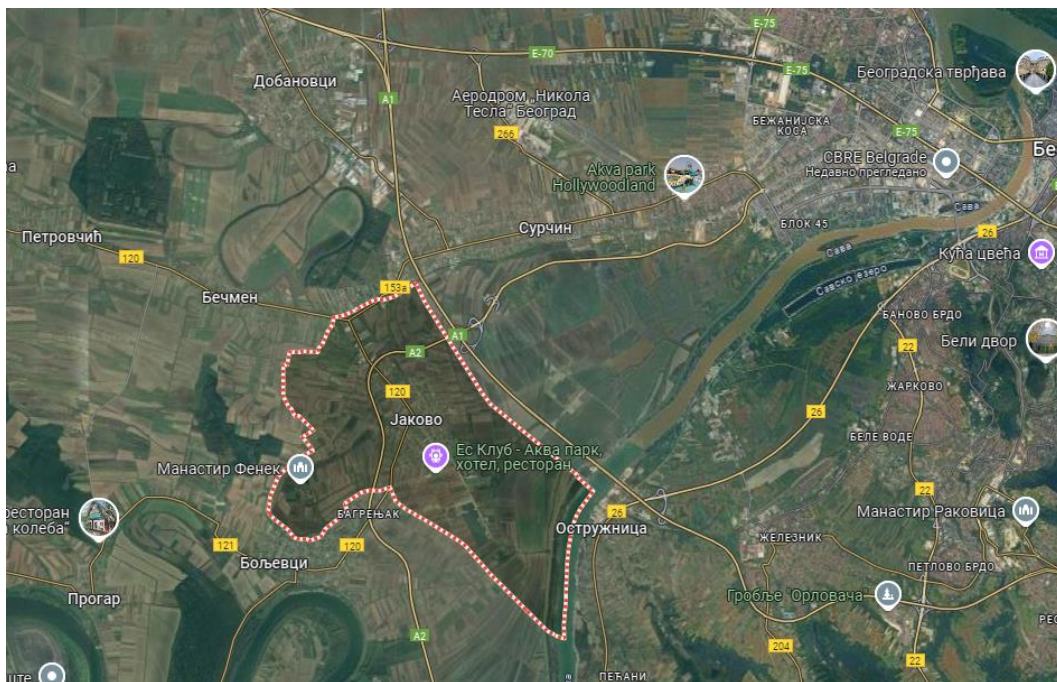 E-75
E-70
E-75
Београдска тврђава
Добановци
A1
Аеродром „Никола
Тесла“ Београд
266
БЕЖАНИЈСКА
КОСА
E-75
CBRE Belgrade
Недавно прегледано
Akva park
Hollywoodland
Сурчин
БЛОК 45
Сава
26
Петровчић
120
Сава
Кућа цвећа
Савско језеро
Бечмен
153а
БАНОВО БРДО
A1
22
Бели двор
A2
120
ЖАРКОВО
Јаково
26
БЕЛЕ ВОДЕ
Ес Клуб - Аква парк,
хотел, ресторан
Манастир Фенек
22
ресторан
колеба“
БАГРЕЊАК
26
Остружница
Манастир Раковица
ЖЕЛЕЗНИК
121
120
Бољевци
ПЕТЛОВО БРДО
Прогар
Гробље Орловача
A2
204
22
ПЕЋАНИ